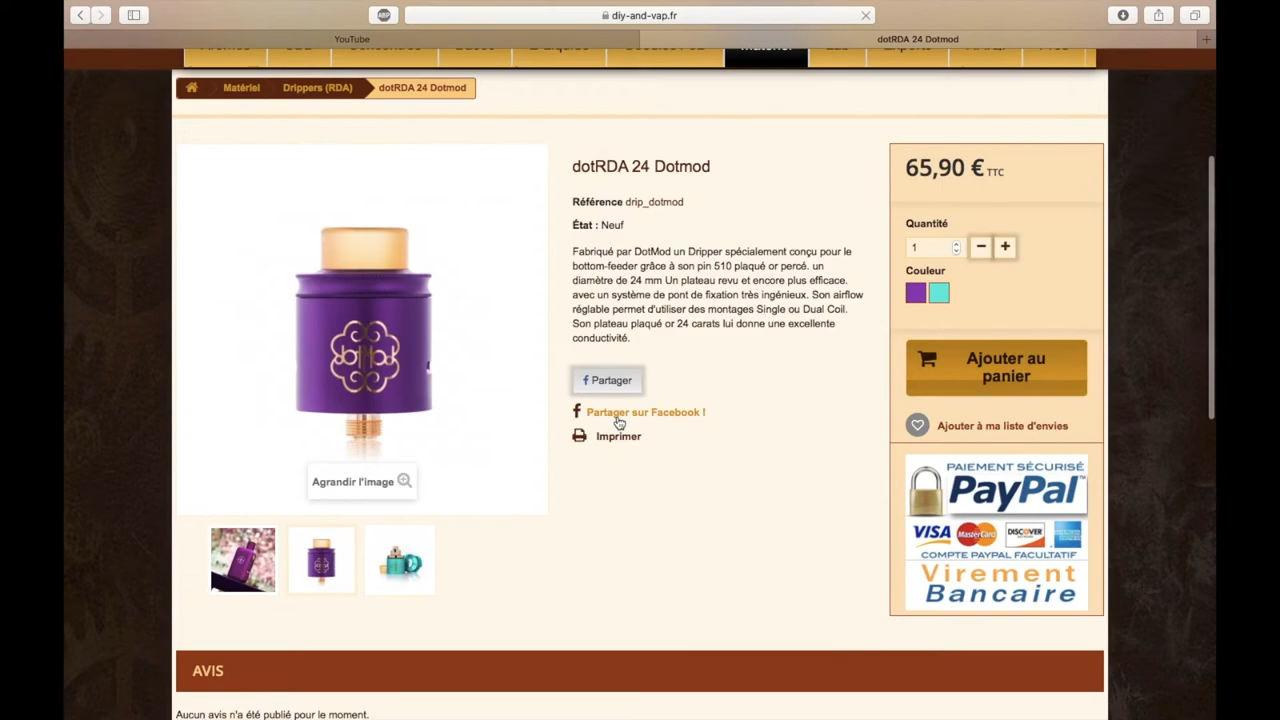 diy-and-vap.fr
ABP
YouTube
dotRDA 24 Dotmod
Matériel
Matériel
Drippers (RDA)
dotRDA 24 Dotmod
dotRDA 24 Dotmod
Référence drip_dotmod
État : Neuf
Fabriqué par DotMod un Dripper spécialement conçu pour le
bottom-feeder grâce à son pin 510 plaqué or percé. un
diamètre de 24 mm Un plateau revu et encore plus efficace.
avec un système de pont de fixation très ingénieux. Son airflow
réglable permet d'utiliser des montages Single ou Dual Coil.
Son plateau plaqué or 24 carats lui donne une excellente
conductivité.
Partager
Partager sur Facebook !
Imprimer
dotMod
Agrandir l'image
65,90 € TTC
Quantité
1
Couleur
Ajouter au
panier
Ajouter à ma liste d'envies
PAIEMENT SÉCURISÉ
PayPal™
VISA MasterCard DISCOVER
COMPTE PAYPAL FACULTATIF
Virement
Bancaire
AVIS
Aucun avis n'a été publié pour le moment.